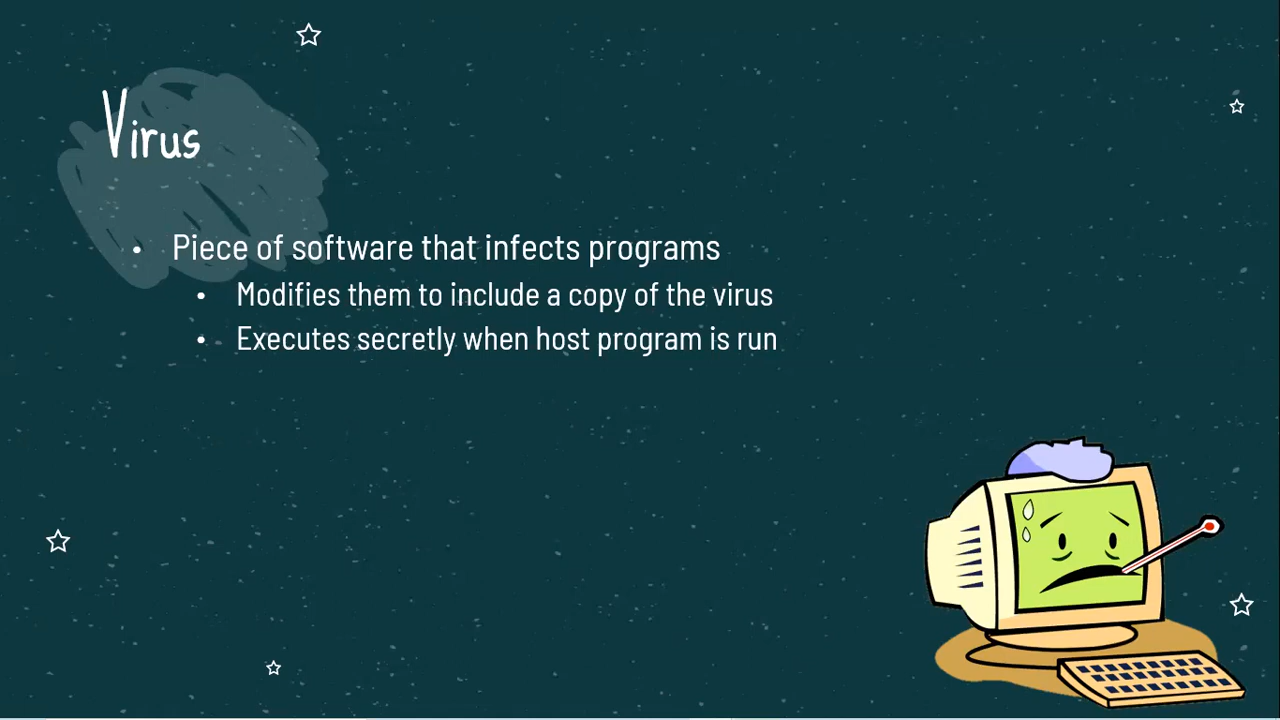 Virus
• Piece of software that infects programs
• Modifies them to include a copy of the virus
• Executes secretly when host program is run